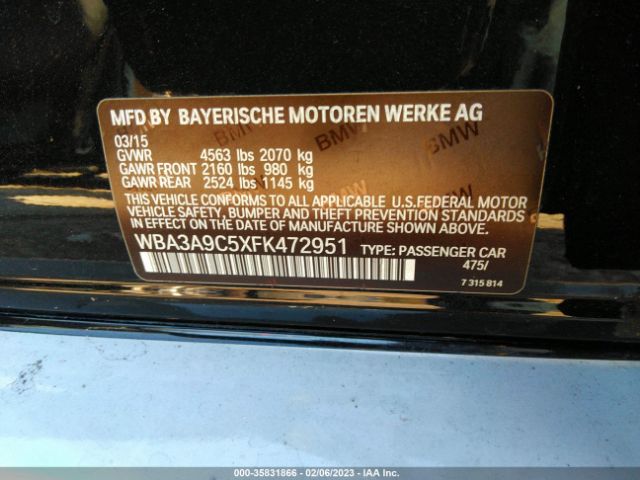 MFD BY BAYERISCHE MOTOREN WERKE AG
03/15
GVWR 4563 lbs 2070 kg
GAWR FRONT 2160 lbs 980 kg
GAWR REAR 2524 lbs 1145 kg
THIS VEHICLE CONFORMS TO ALL APPLICABLE U.S.FEDERAL MOTOR
VEHICLE SAFETY, BUMPER AND THEFT PREVENTION STANDARDS
IN EFFECT ON THE DATE OF MANUFACTURE SHOWN ABOVE.
WBA3A9C5XFK472951 TYPE: PASSENGER CAR
475/
7 315 814
BMW
BMW
BMW
000-35831866 - 02/06/2023 - IAA Inc.